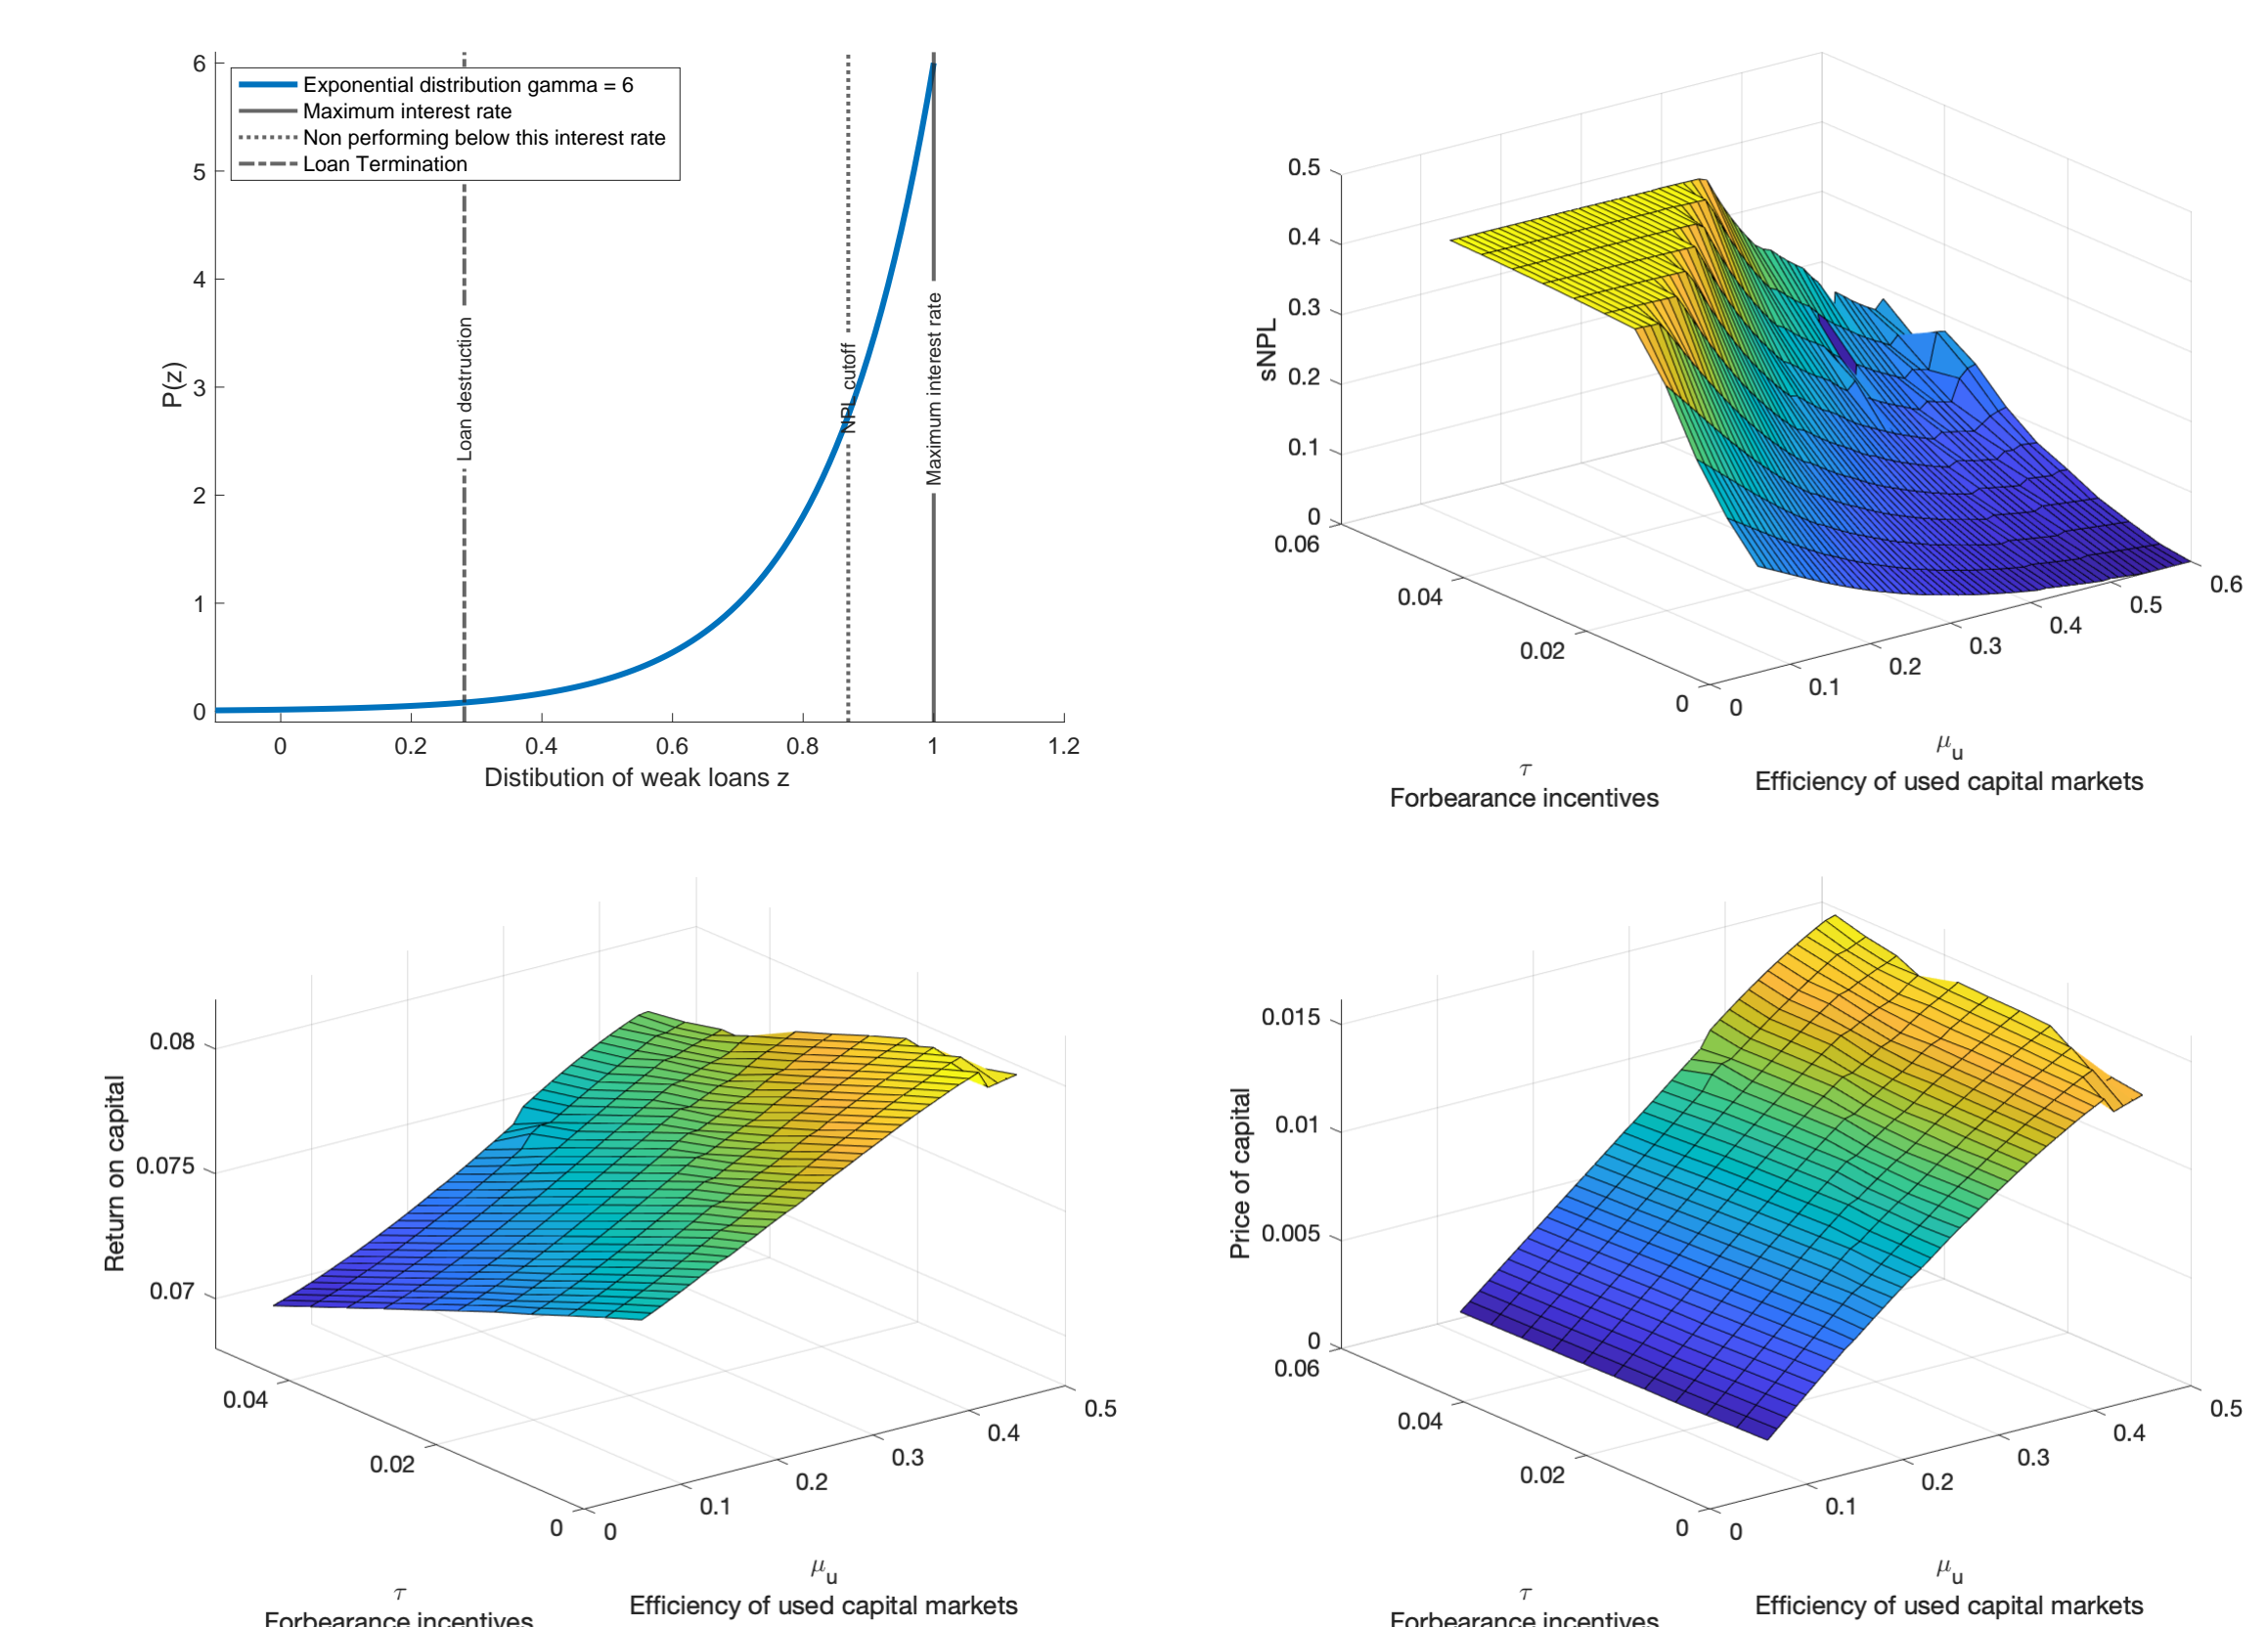 6
5
4
3
2
1
0
P(z)
Exponential distribution gamma = 6
Maximum interest rate
Non performing below this interest rate
Loan Termination
Loan destruction
NPL cutoff
Maximum interest rate
0
0.2
0.4
0.6
0.8
1
1.2
Distibution of weak loans z
0.5
0.4
0.3
0.2
0.1
0
sNPL
0.06
0.04
0.02
0
0
0.1
0.2
0.3
0.4
0.5
0.6
τ
Forbearance incentives
μu
Efficiency of used capital markets
0.08
0.075
0.07
Return on capital
0.04
0.02
0
0
0.1
0.2
0.3
0.4
0.5
τ
Forbearance incentives
μu
Efficiency of used capital markets
0.015
0.01
0.005
0
Price of capital
0.06
0.04
0.02
0
0
0.1
0.2
0.3
0.4
0.5
τ
Forbearance incentives
μu
Efficiency of used capital markets